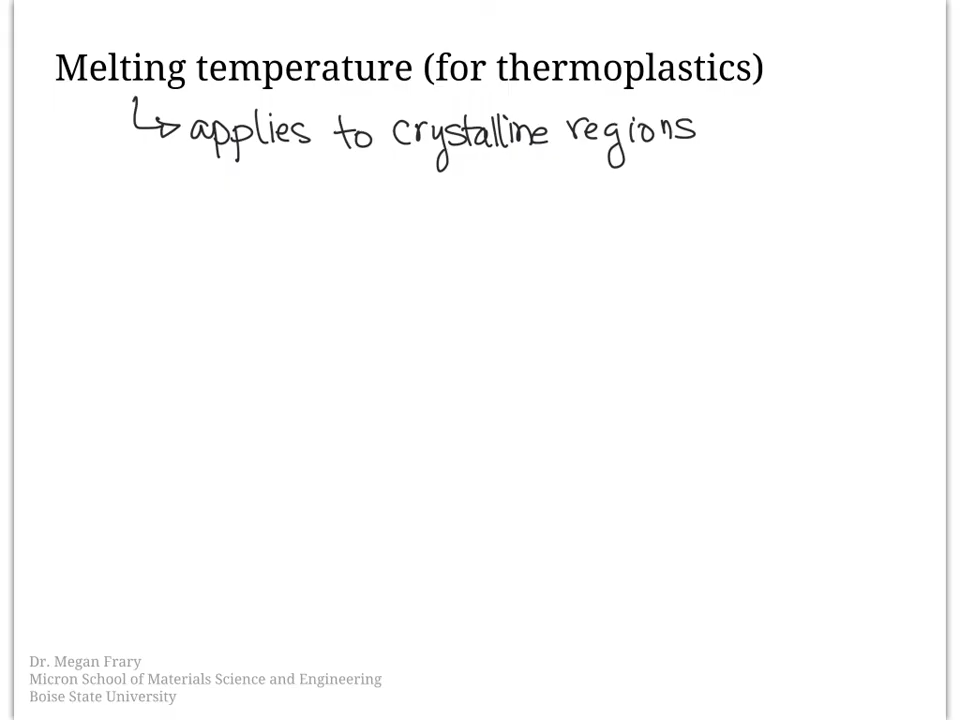 Melting temperature (for thermoplastics)
applies to crystalline regions
Dr. Megan Frary
Micron School of Materials Science and Engineering
Boise State University